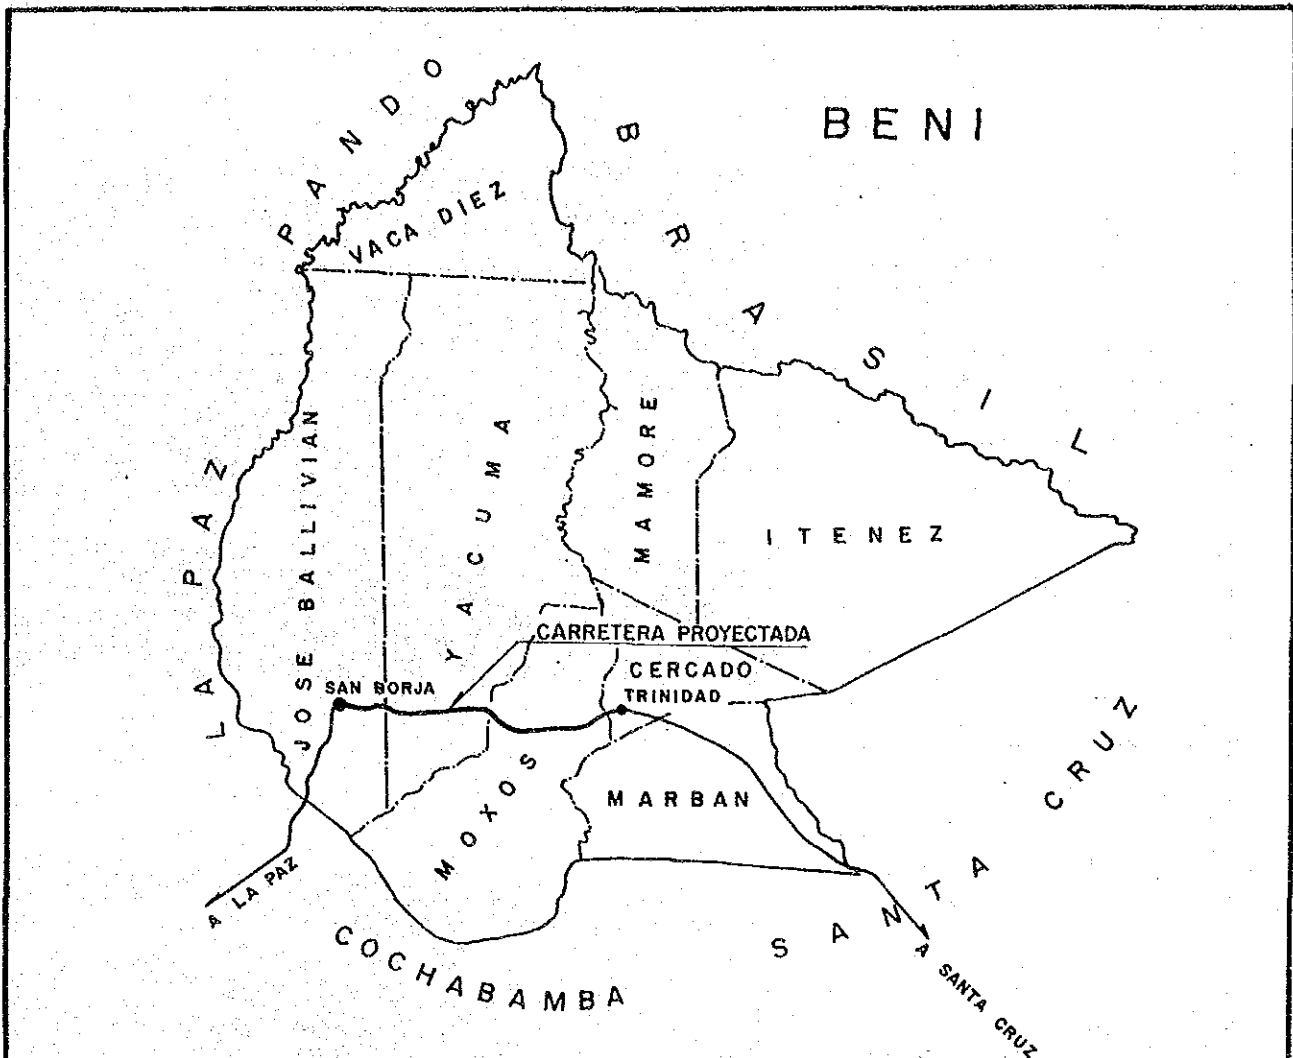 BENI
PANDO
BRASIL
VACA DIEZ
LA PAZ
JOSE BALLIVIAN
YACUMA
MAMORE
ITENEZ
CARRETERA PROYECTADA
CERCADO
SAN BORJA
TRINIDAD
MOXOS
MARBAN
A LA PAZ
COCHABAMBA
SANTA CRUZ
A SANTA CRUZ